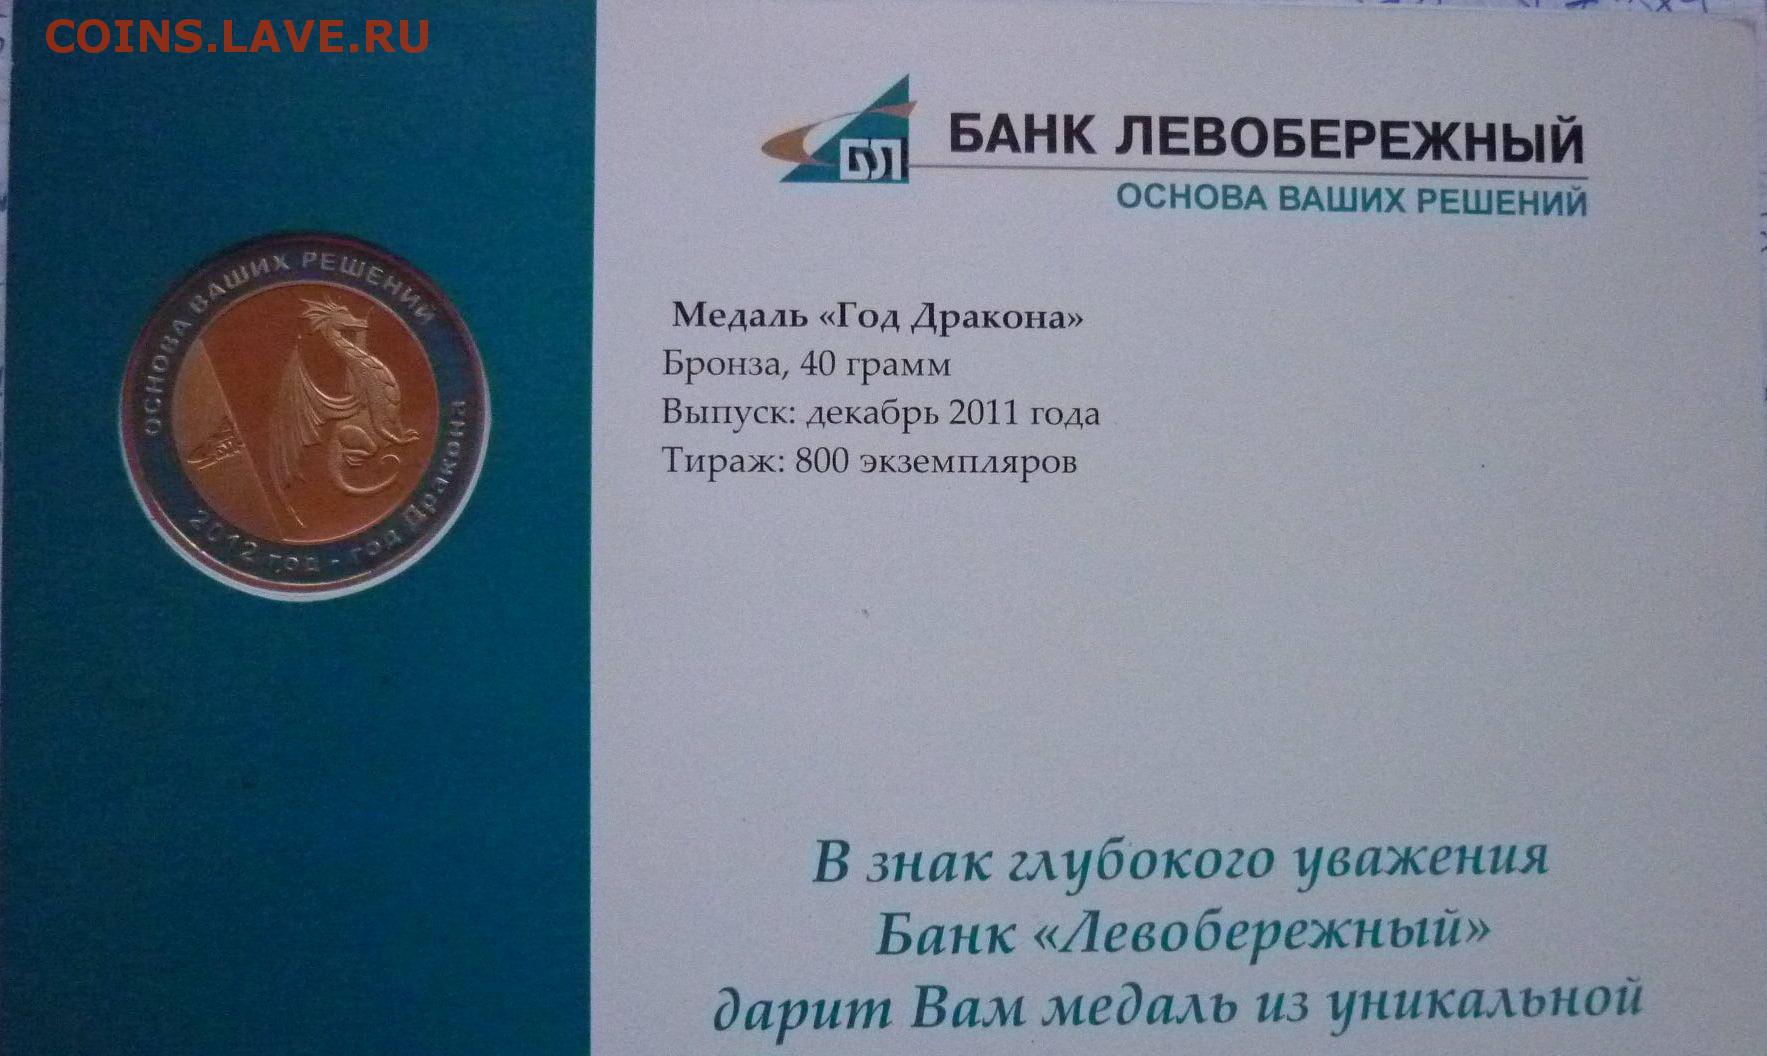 COINS.LAVE.RU
БАНК ЛЕВОБЕРЕЖНЫЙ
ОСНОВА ВАШИХ РЕШЕНИЙ
БЛ
ОСНОВА ВАШИХ РЕШЕНИЙ
2012 год - год Дракона
Медаль «Год Дракона»
Бронза, 40 грамм
Выпуск: декабрь 2011 года
Тираж: 800 экземпляров
В знак глубокого уважения
Банк «Левобережный»
дарит Вам медаль из уникальной